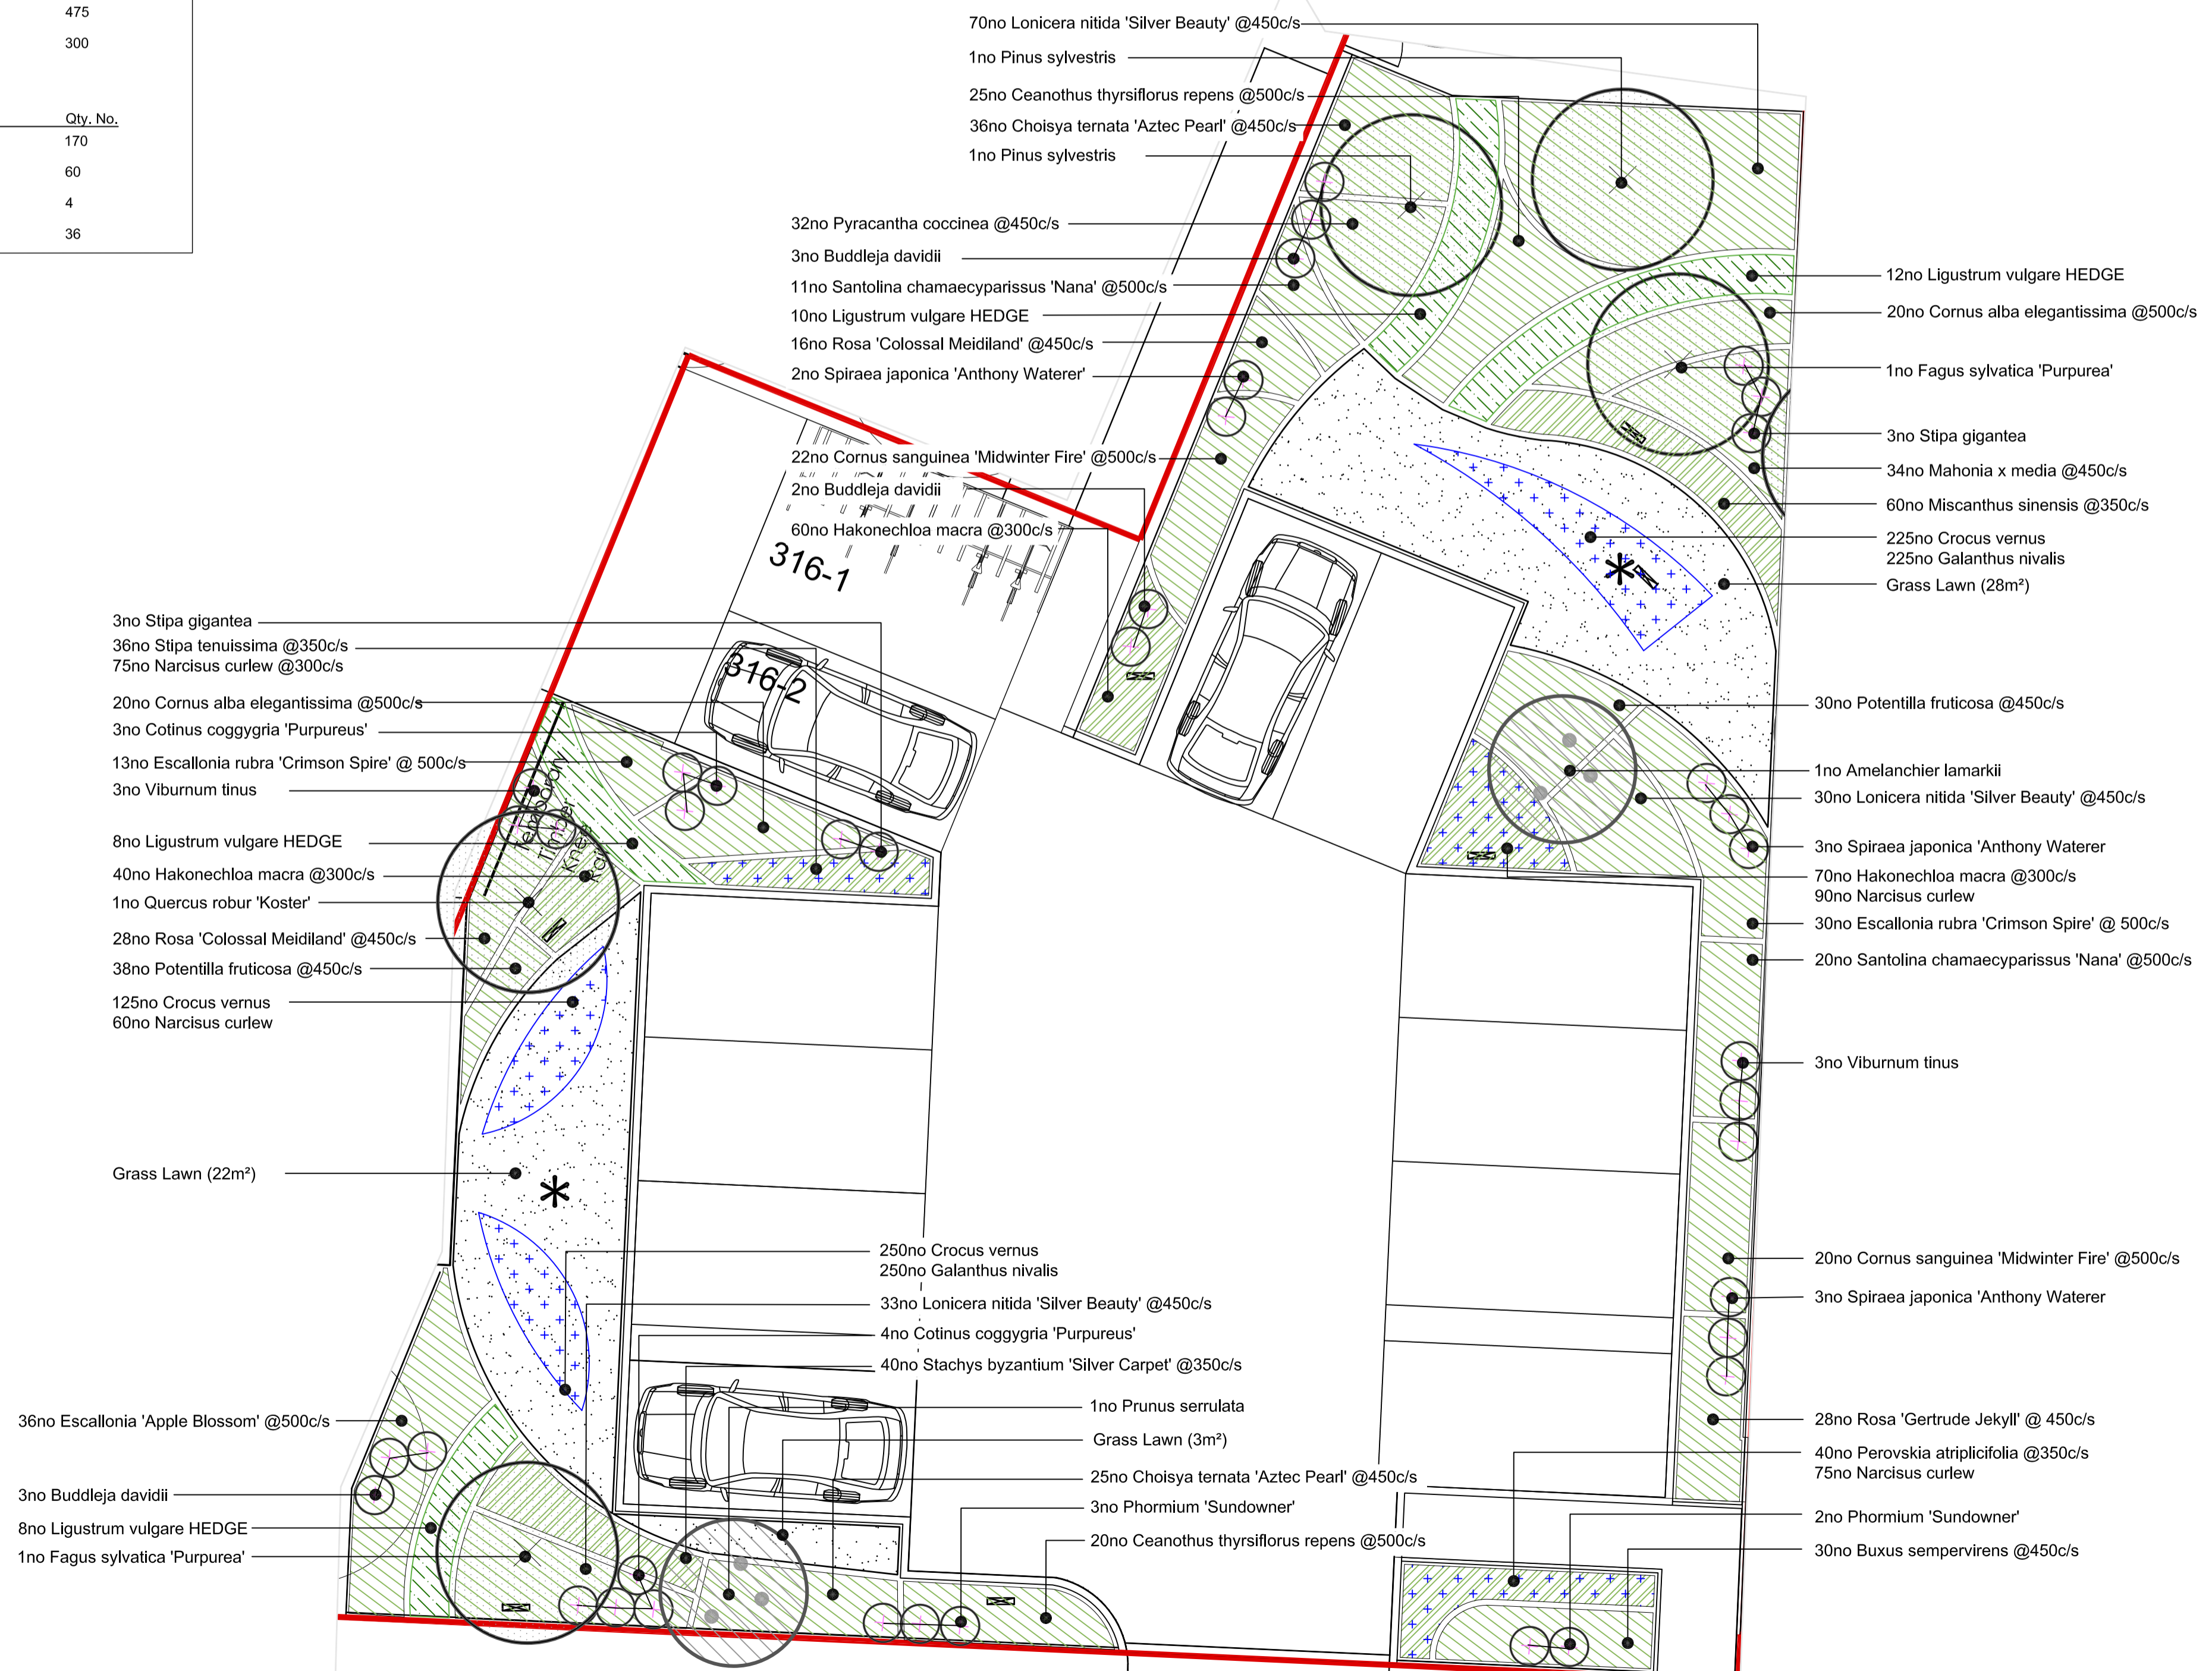 475
300
Qty. No.
170
60
4
36
70no Lonicera nitida 'Silver Beauty' @450c/s
1no Pinus sylvestris
25no Ceanothus thyrsiflorus repens @500c/s
36no Choisya ternata 'Aztec Pearl' @450c/s
1no Pinus sylvestris
32no Pyracantha coccinea @450c/s
3no Buddleja davidii
11no Santolina chamaecyparissus 'Nana' @500c/s
10no Ligustrum vulgare HEDGE
16no Rosa 'Colossal Meidiland' @450c/s
2no Spiraea japonica 'Anthony Waterer'
22no Cornus sanguinea 'Midwinter Fire' @500c/s
2no Buddleja davidii
60no Hakonechloa macra @300c/s
316-1
316-2
12no Ligustrum vulgare HEDGE
20no Cornus alba elegantissima @500c/s
1no Fagus sylvatica 'Purpurea'
3no Stipa gigantea
34no Mahonia x media @450c/s
60no Miscanthus sinensis @350c/s
225no Crocus vernus
225no Galanthus nivalis
Grass Lawn (28m²)
30no Potentilla fruticosa @450c/s
1no Amelanchier lamarkii
30no Lonicera nitida 'Silver Beauty' @450c/s
3no Spiraea japonica 'Anthony Waterer
70no Hakonechloa macra @300c/s
90no Narcisus curlew
30no Escallonia rubra 'Crimson Spire' @ 500c/s
20no Santolina chamaecyparissus 'Nana' @500c/s
3no Viburnum tinus
20no Cornus sanguinea 'Midwinter Fire' @500c/s
3no Spiraea japonica 'Anthony Waterer
28no Rosa 'Gertrude Jekyll' @ 450c/s
40no Perovskia atriplicifolia @350c/s
75no Narcisus curlew
2no Phormium 'Sundowner'
30no Buxus sempervirens @450c/s
3no Stipa gigantea
36no Stipa tenuissima @350c/s
75no Narcisus curlew @300c/s
20no Cornus alba elegantissima @500c/s
3no Cotinus coggygria 'Purpureus'
13no Escallonia rubra 'Crimson Spire' @ 500c/s
3no Viburnum tinus
8no Ligustrum vulgare HEDGE
40no Hakonechloa macra @300c/s
1no Quercus robur 'Koster'
28no Rosa 'Colossal Meidiland' @450c/s
38no Potentilla fruticosa @450c/s
125no Crocus vernus
60no Narcisus curlew
Temporary
Timber
Knee
Rail
Grass Lawn (22m²)
250no Crocus vernus
250no Galanthus nivalis
33no Lonicera nitida 'Silver Beauty' @450c/s
4no Cotinus coggygria 'Purpureus'
40no Stachys byzantium 'Silver Carpet' @350c/s
1no Prunus serrulata
Grass Lawn (3m²)
25no Choisya ternata 'Aztec Pearl' @450c/s
3no Phormium 'Sundowner'
20no Ceanothus thyrsiflorus repens @500c/s
36no Escallonia 'Apple Blossom' @500c/s
3no Buddleja davidii
8no Ligustrum vulgare HEDGE
1no Fagus sylvatica 'Purpurea'